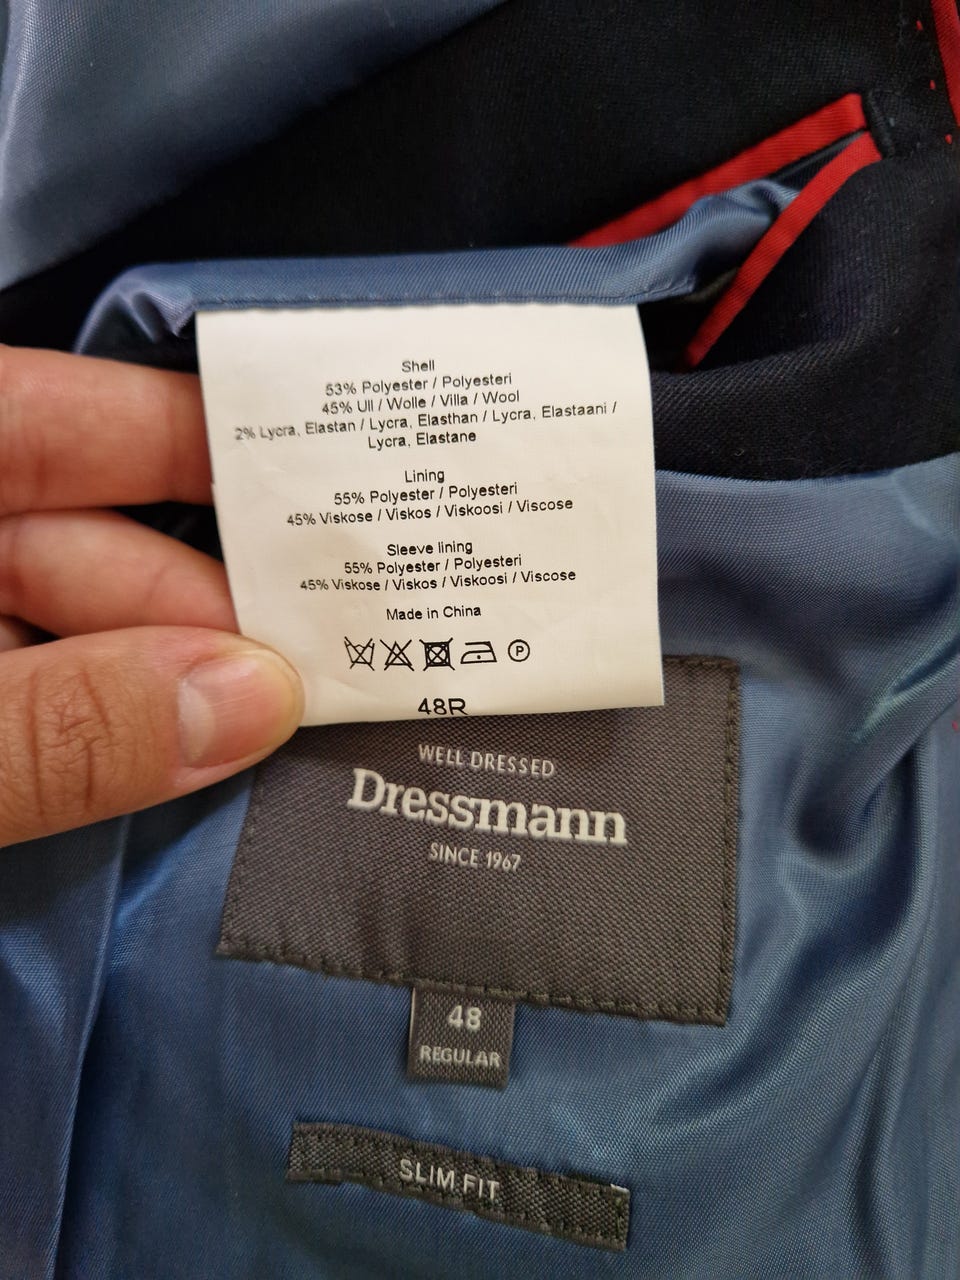 Shell
53% Polyester / Polyesteri
45% Ull / Wolle / Villa / Wool
2% Lycra, Elastan / Lycra, Elasthan / Lycra, Elastaani /
Lycra, Elastane
Lining
55% Polyester / Polyesteri
45% Viskose / Viskos / Viskoosi / Viscose
Sleeve lining
55% Polyester / Polyesteri
45% Viskose / Viskos / Viskoosi / Viscose
Made in China
P
48R
WELL DRESSED
Dressmann
SINCE 1967
48
REGULAR
SLIM FIT